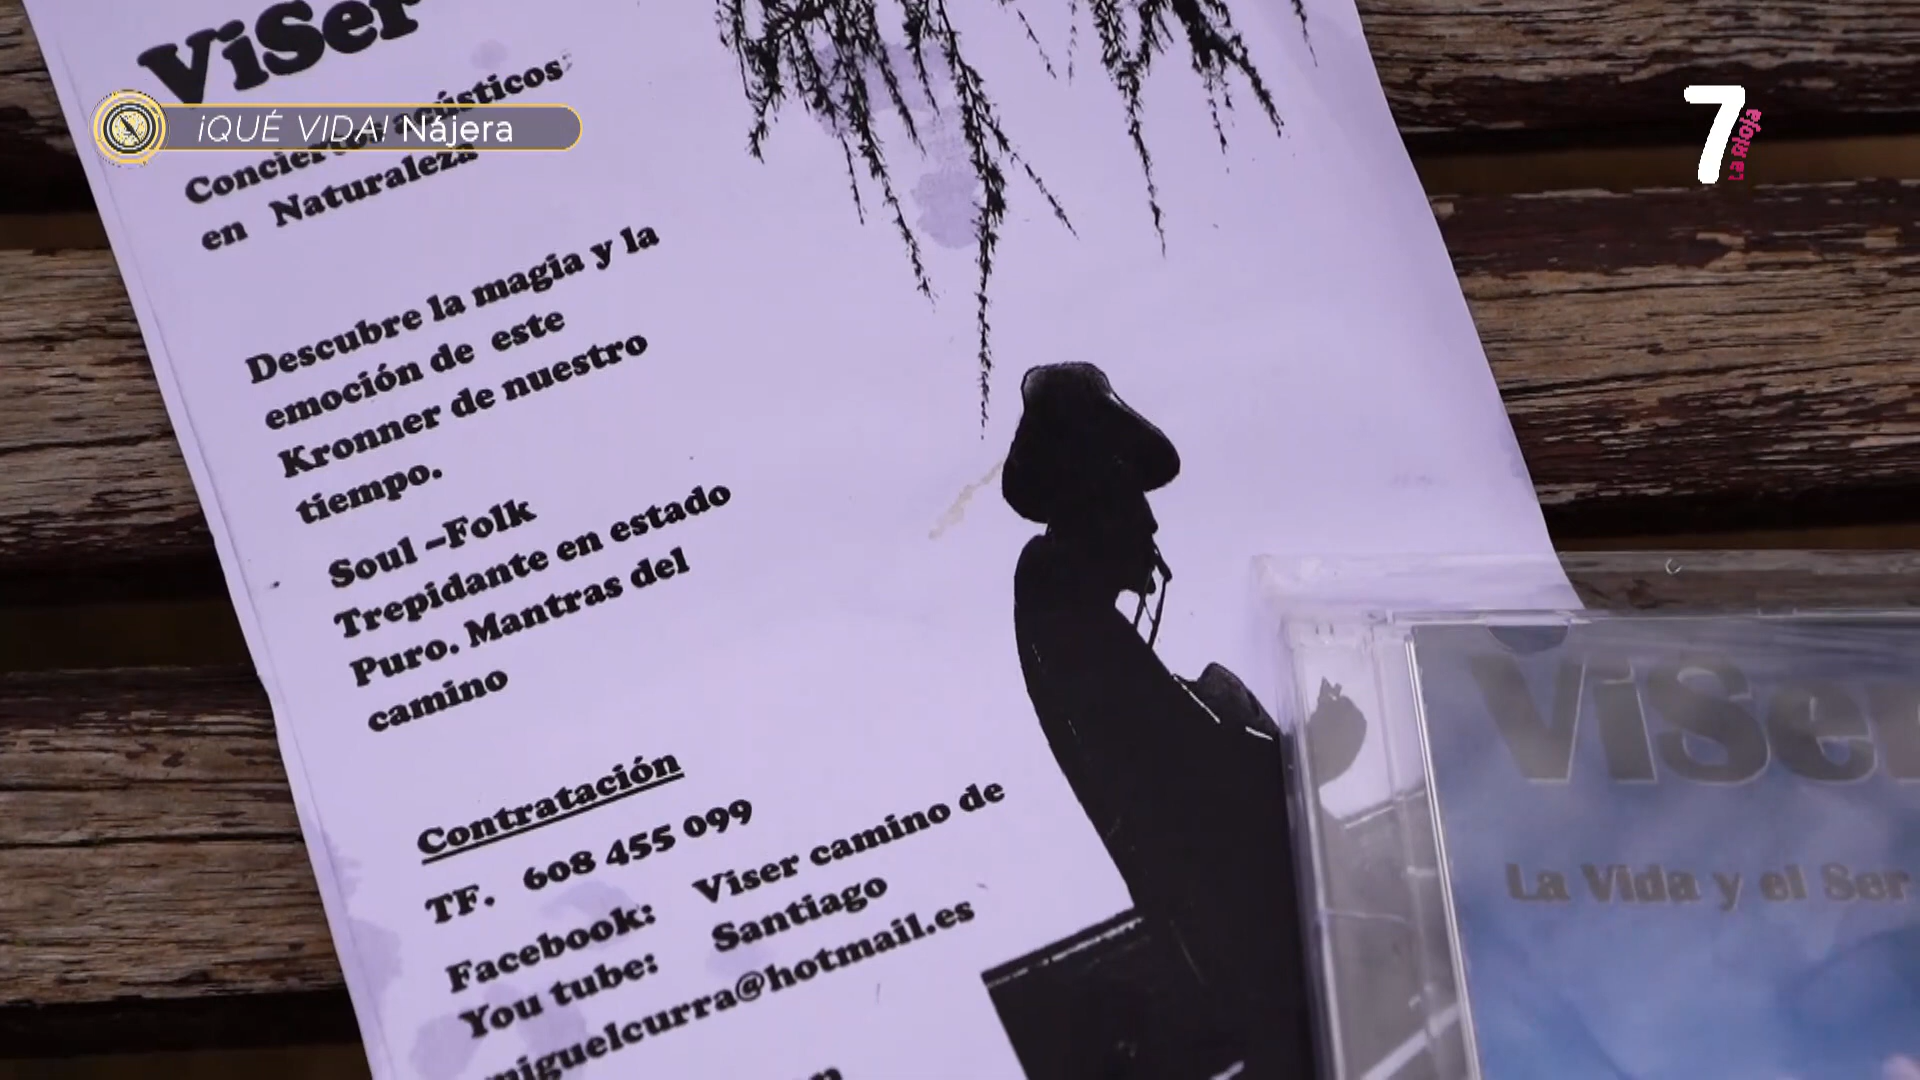 ViSer
Conciertos acústicos
en Naturaleza
¡QUÉ VIDA! Nájera
7
La Rioja
Descubre la magia y la
emoción de este
Kronner de nuestro
tiempo.
Soul –Folk
Trepidante en estado
Puro. Mantras del
camino
Contratación
TF. 608 455 099
Facebook: Viser camino de
You tube: Santiago
miguelcurra@hotmail.es
ViSer
La Vida y el Ser